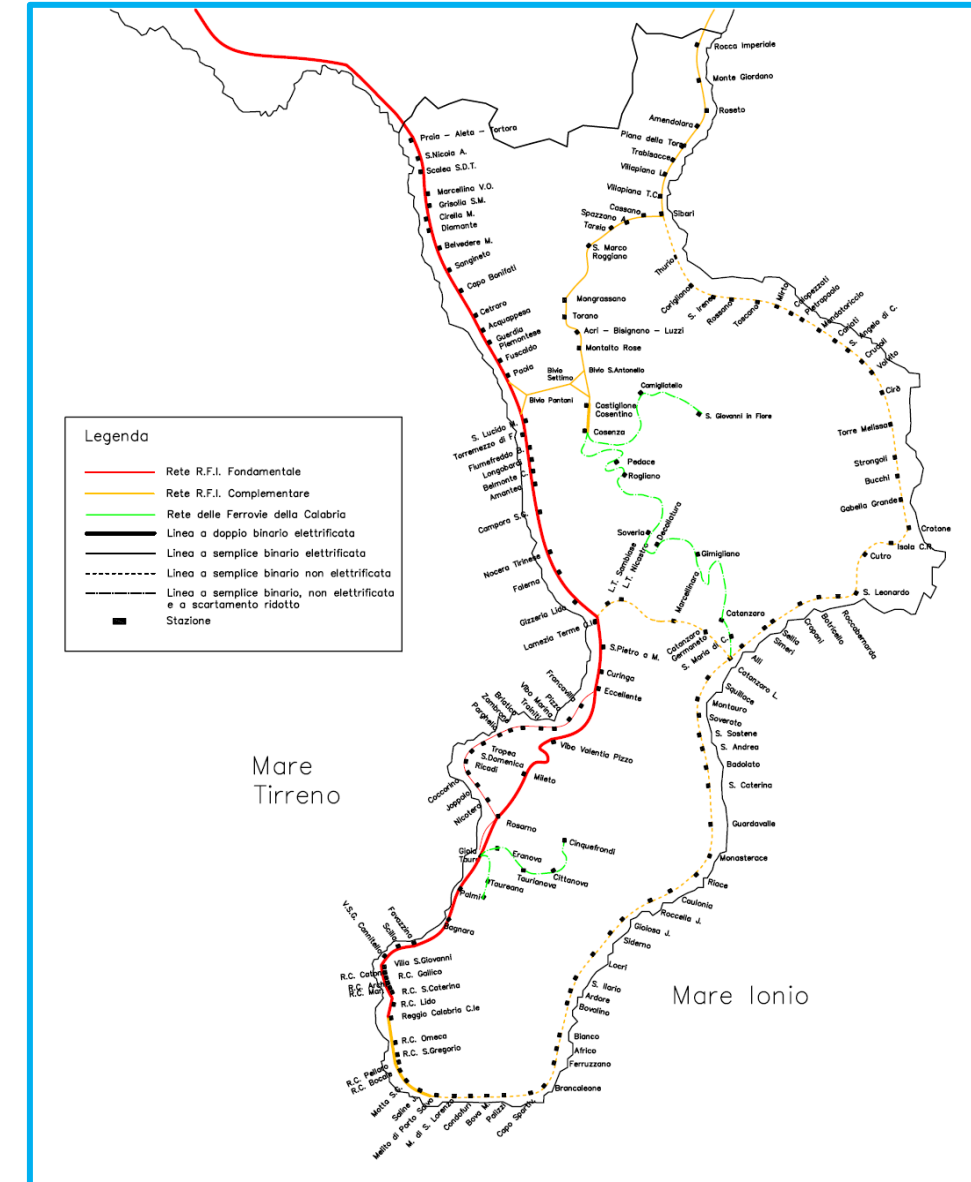 Rocca Imperiale
Monte Giordano
Roseto
Amendolara
Piana della Torre
Trebisacce
Villapiana L.
Villapiana T.C.
Cassano
Spazzano A.
Tarsia
Sibari
S. Marco
Roggiano
Mongrassano
Torano
Acri - Bisignano - Luzzi
Montalto Rose
Bivio S.Antonello
Bivio
Settimo
Bivio Pantani
Castiglione
Cosentino
Cosenza
Praia - Aieta - Tortora
S.Nicola A.
Scalea S.D.T.
Marcellina V.O.
Grisolia S.M.
Cirella M.
Diamante
Belvedere M.
Sangineto
Capo Bonifati
Cetraro
Acquappesa
Guardia
Piemontese
Fuscaldo
Paola
Thurio
Corigliano
S. Irene
Rossano
Toscano
Mirto
Calopezzati
Pietrapaola
Mandatoriccio
Cariati
S. Angelo di C.
Crucoli
Volvito
Cirò
Torre Melissa
Strongoli
Bucchi
Gabella Grande
Crotone
Isola C.R.
Cutro
S. Leonardo
Roccabernarda
Botricello
Cropani
Sellia
Simeri
Alli
Catanzaro L.
Camigliatello
S. Giovanni in Fiore
Pedace
Rogliano
Soveria
Decollatura
Gimigliano
Catanzaro
Legenda
Rete R.F.I. Fondamentale
Rete R.F.I. Complementare
Rete delle Ferrovie della Calabria
Linea a doppio binario elettrificata
Linea a semplice binario elettrificata
Linea a semplice binario non elettrificata
Linea a semplice binario, non elettrificata
e a scartamento ridotto
Stazione
S. Lucido M.
Torremezzo di F.
Fiumefreddo B.
Longobardi
Belmonte C.
Amantea
Campora S.G.
Nocera Tirinese
Falerna
Gizzeria Lido
Lamezia Terme C.le
L.T. Sambiase
L.T. Nicastro
Marcellinara
Catanzaro
Germaneto
S. Maria di C.
S.Pietro a M.
Curinga
Eccellente
Francavilla
Pizzo
Vibo Marina
Trainiti
Briatico
Zambrone
Parghelia
Tropea
S.Domenica
Ricadi
Coccorino
Joppolo
Nicotera
Vibo Valentia Pizzo
Mileto
Rosarno
Gioia
Tauro
Eranova
Cinquefrondi
Taurianova
Cittanova
Taureana
Palmi
Bagnara
Favazzina
Scilla
V.S.G. Cannitello
Villa S.Giovanni
R.C. Catona
R.C. Gallico
R.C. Arch
R.C. Mari
R.C. S.Caterina
R.C. Lido
Reggio Calabria C.le
R.C. Omeca
R.C. S.Gregorio
R.C. Pellaro
R.C. Bocale
Motta S.G.
Saline J.
Melito di Porto Salvo
M. di S. Lorenzo
Condofuri
Bova M.
Palizzi
Capo Spartiv.
Brancaleone
Ferruzzano
Africo
Bianco
Bovalino
Ardore
S. Ilario
Locri
Siderno
Gioiosa J.
Roccella J.
Caulonia
Riace
Monasterace
Guardavalle
S. Caterina
Badolato
S. Andrea
S. Sostene
Soverato
Montauro
Squillace
Mare
Tirreno
Mare Ionio